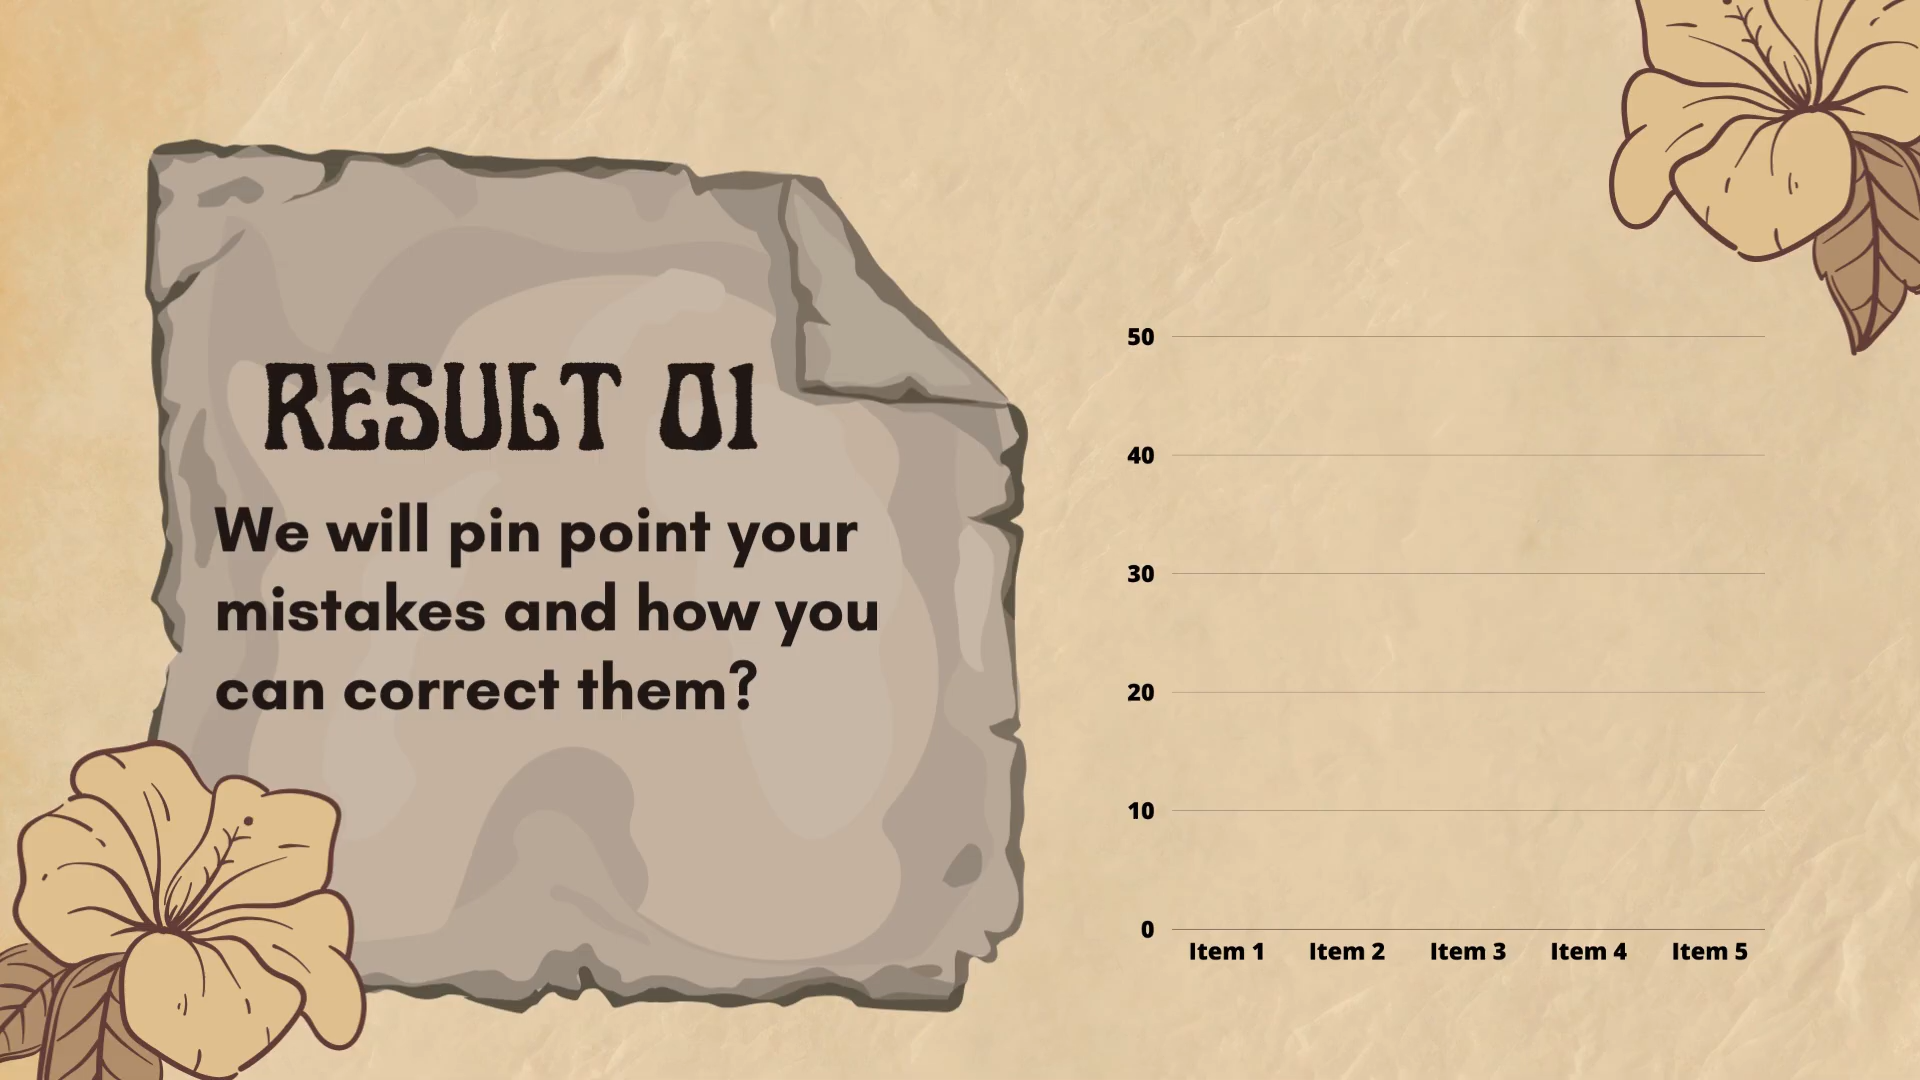 RESULT 01
We will pin point your
mistakes and how you
can correct them?
50
40
30
20
10
0
Item 1 Item 2 Item 3 Item 4 Item 5